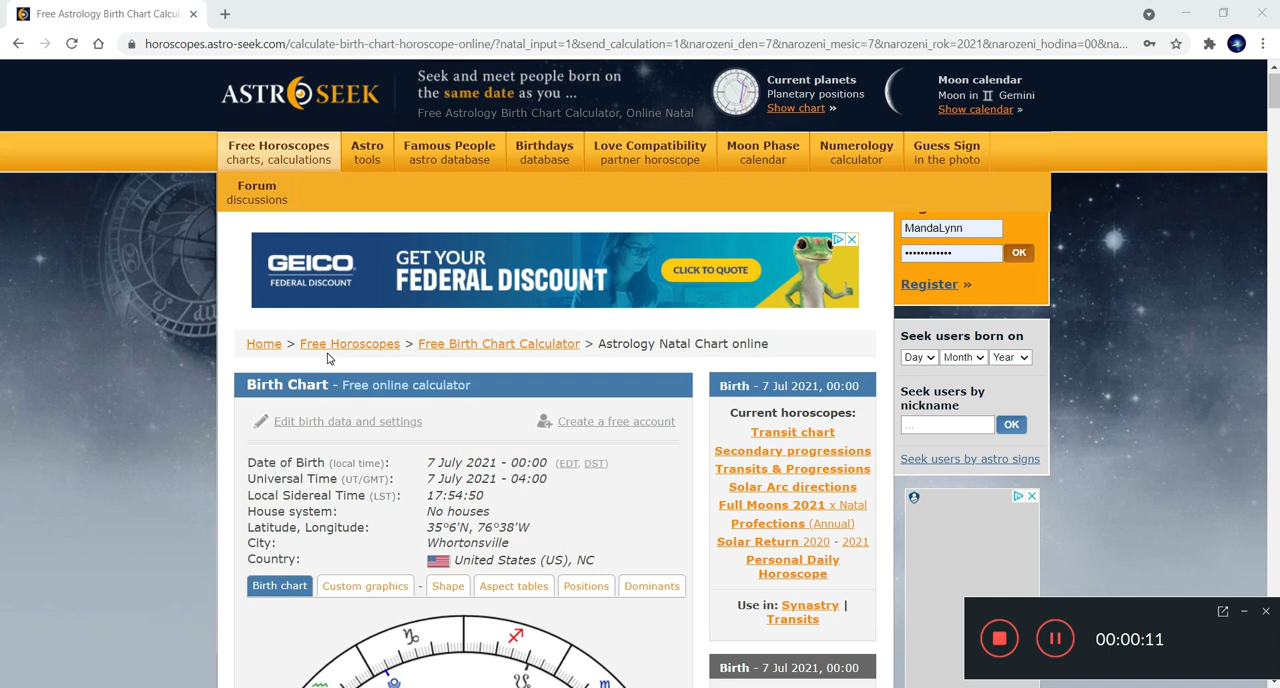 Free Astrology Birth Chart Calcul
horoscopes.astro-seek.com/calculate-birth-chart-horoscope-online/?natal_input=1&send_calculation=1&narozeni_den=7&narozeni_mesic=7&narozeni_rok=2021&narozeni_hodina=00&na...
ASTROSEEK
Seek and meet people born on
the same date as you ...
Free Astrology Birth Chart Calculator, Online Natal
Current planets
Planetary positions
Show chart »
Moon calendar
Moon in ♊ Gemini
Show calendar »
Free Horoscopes
charts, calculations
Astro
tools
Famous People
astro database
Birthdays
database
Love Compatibility
partner horoscope
Moon Phase
calendar
Numerology
calculator
Guess Sign
in the photo
Forum
discussions
MandaLynn
•••••••••••• OK
Register »
GEICO
FEDERAL DISCOUNT
GET YOUR
FEDERAL DISCOUNT
CLICK TO QUOTE
Home > Free Horoscopes > Free Birth Chart Calculator > Astrology Natal Chart online
Birth Chart - Free online calculator
Edit birth data and settings
Create a free account
Date of Birth (local time): 7 July 2021 - 00:00 (EDT, DST)
Universal Time (UT/GMT): 7 July 2021 - 04:00
Local Sidereal Time (LST): 17:54:50
House system: No houses
Latitude, Longitude: 35°6'N, 76°38'W
City: Whortonsville
Country: United States (US), NC
Birth chart Custom graphics - Shape Aspect tables Positions Dominants
Birth - 7 Jul 2021, 00:00
Current horoscopes:
Transit chart
Secondary progressions
Transits & Progressions
Solar Arc directions
Full Moons 2021 x Natal
Profections (Annual)
Solar Return 2020 - 2021
Personal Daily
Horoscope
Use in: Synastry |
Transits
Birth - 7 Jul 2021, 00:00
Seek users born on
Day Month Year
Seek users by
nickname
... OK
Seek users by astro signs
00:00:11